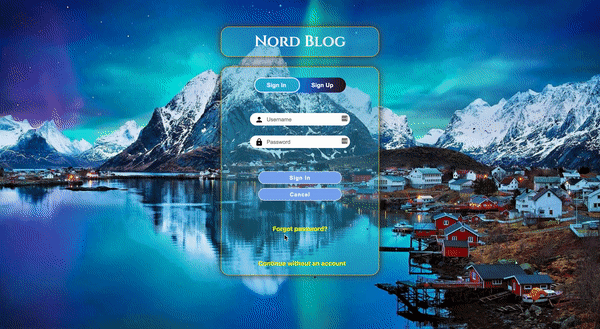 Nord Blog
Sign In Sign Up
Username
Password
Sign In
Cancel
Forgot password?
Continue without an account